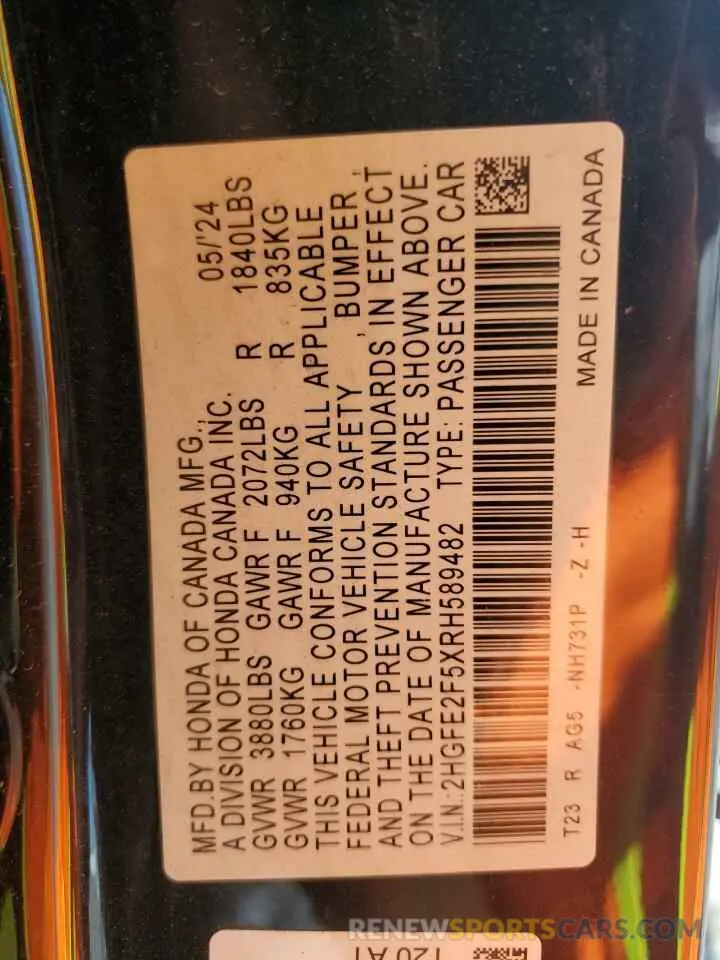 MFD.BY HONDA OF CANADA MFG.,
A DIVISION OF HONDA CANADA INC. 05/'24
GVWR 3880LBS GAWR F 2072LBS R 1840LBS
GVWR 1760KG GAWR F 940KG R 835KG
THIS VEHICLE CONFORMS TO ALL APPLICABLE
FEDERAL MOTOR VEHICLE SAFETY , BUMPER,
AND THEFT PREVENTION STANDARDS IN EFFECT
ON THE DATE OF MANUFACTURE SHOWN ABOVE.
V.I.N.: 2HGFE2F5XRH589482 TYPE: PASSENGER CAR
T23 R AG5 -NH731P -Z -H MADE IN CANADA
RENEWSPORTSCARS.COM